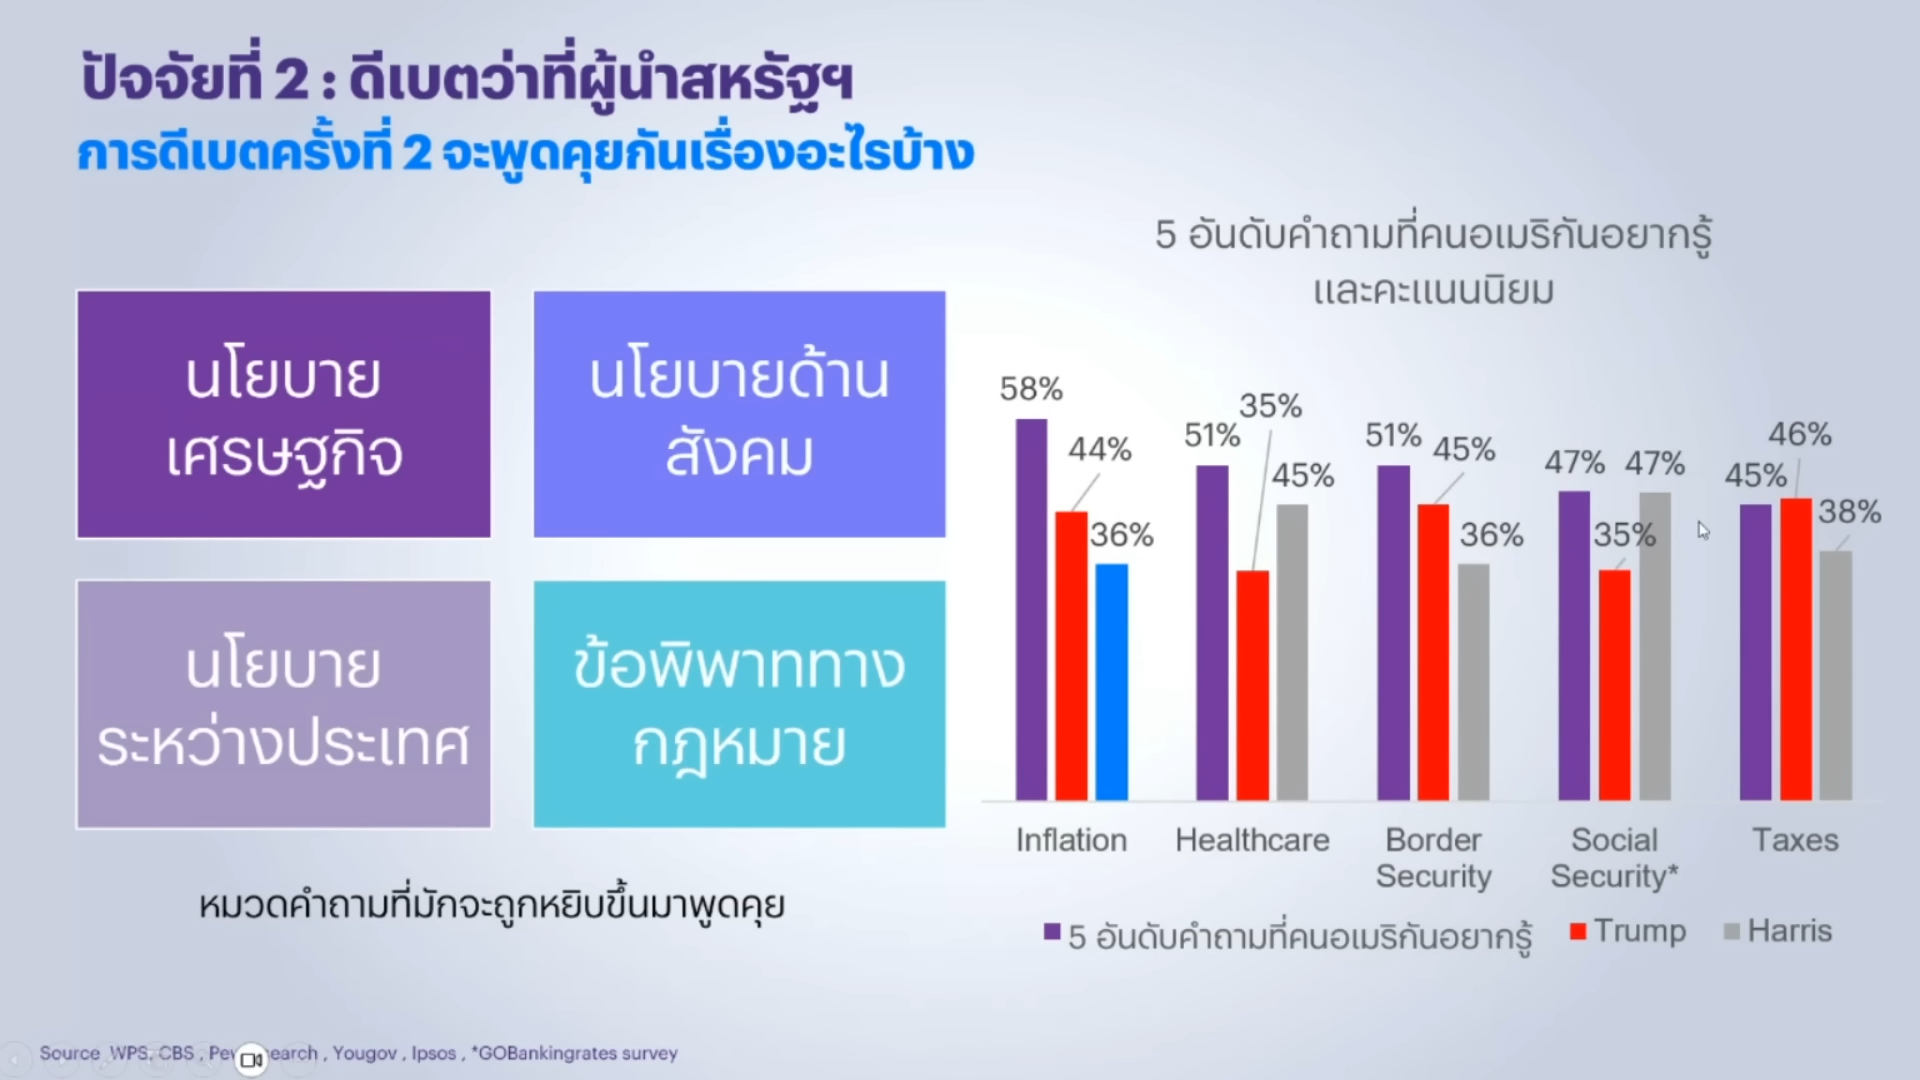 ปัจจัยที่ 2 : ดีเบตว่าที่ผู้นำสหรัฐฯ
การดีเบตครั้งที่ 2 จะพูดคุยกันเรื่องอะไรบ้าง
นโยบาย
เศรษฐกิจ
นโยบายด้าน
สังคม
นโยบาย
ระหว่างประเทศ
ข้อพิพาททาง
กฎหมาย
หมวดคำถามที่มักจะถูกหยิบขึ้นมาพูดคุย
5 อันดับคำถามที่คนอเมริกันอยากรู้
และคะแนนนิยม
58% 44% 36%
51% 35% 45%
51% 45% 36%
47% 35% 47%
45% 46% 38%
Inflation
Healthcare
Border
Security
Social
Security*
Taxes
5 อันดับคำถามที่คนอเมริกันอยากรู้ Trump Harris
Source WPS, CBS , , Yougov , Ipsos , *GOBankingrates survey